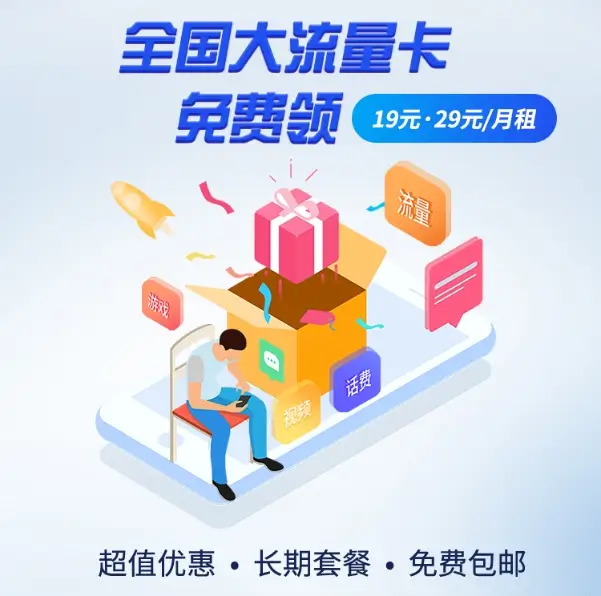 全国大流量卡
免费领
19元·29元/月租
流量
游戏
话费
视频
超值优惠 • 长期套餐 • 免费包邮